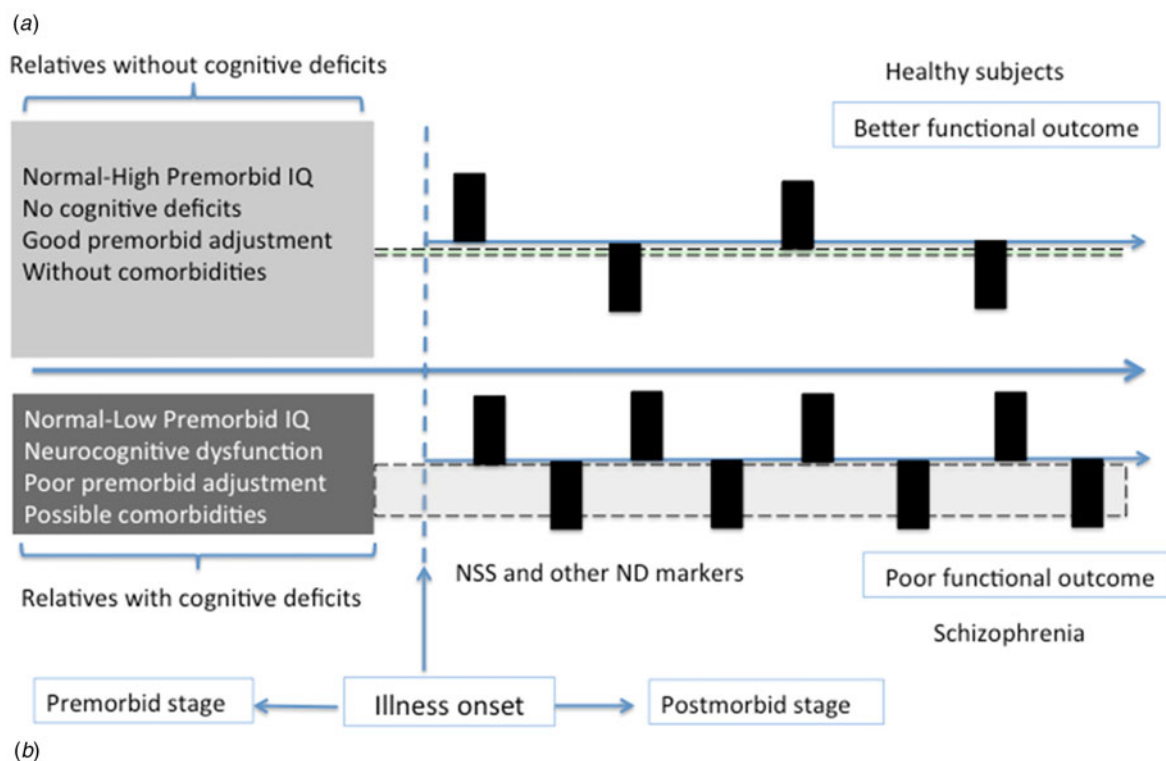 (a)
Relatives without cognitive deficits
Healthy subjects
Better functional outcome
Normal-High Premorbid IQ
No cognitive deficits
Good premorbid adjustment
Without comorbidities
Normal-Low Premorbid IQ
Neurocognitive dysfunction
Poor premorbid adjustment
Possible comorbidities
Relatives with cognitive deficits
NSS and other ND markers
Poor functional outcome
Schizophrenia
Premorbid stage
Illness onset
Postmorbid stage
(b)